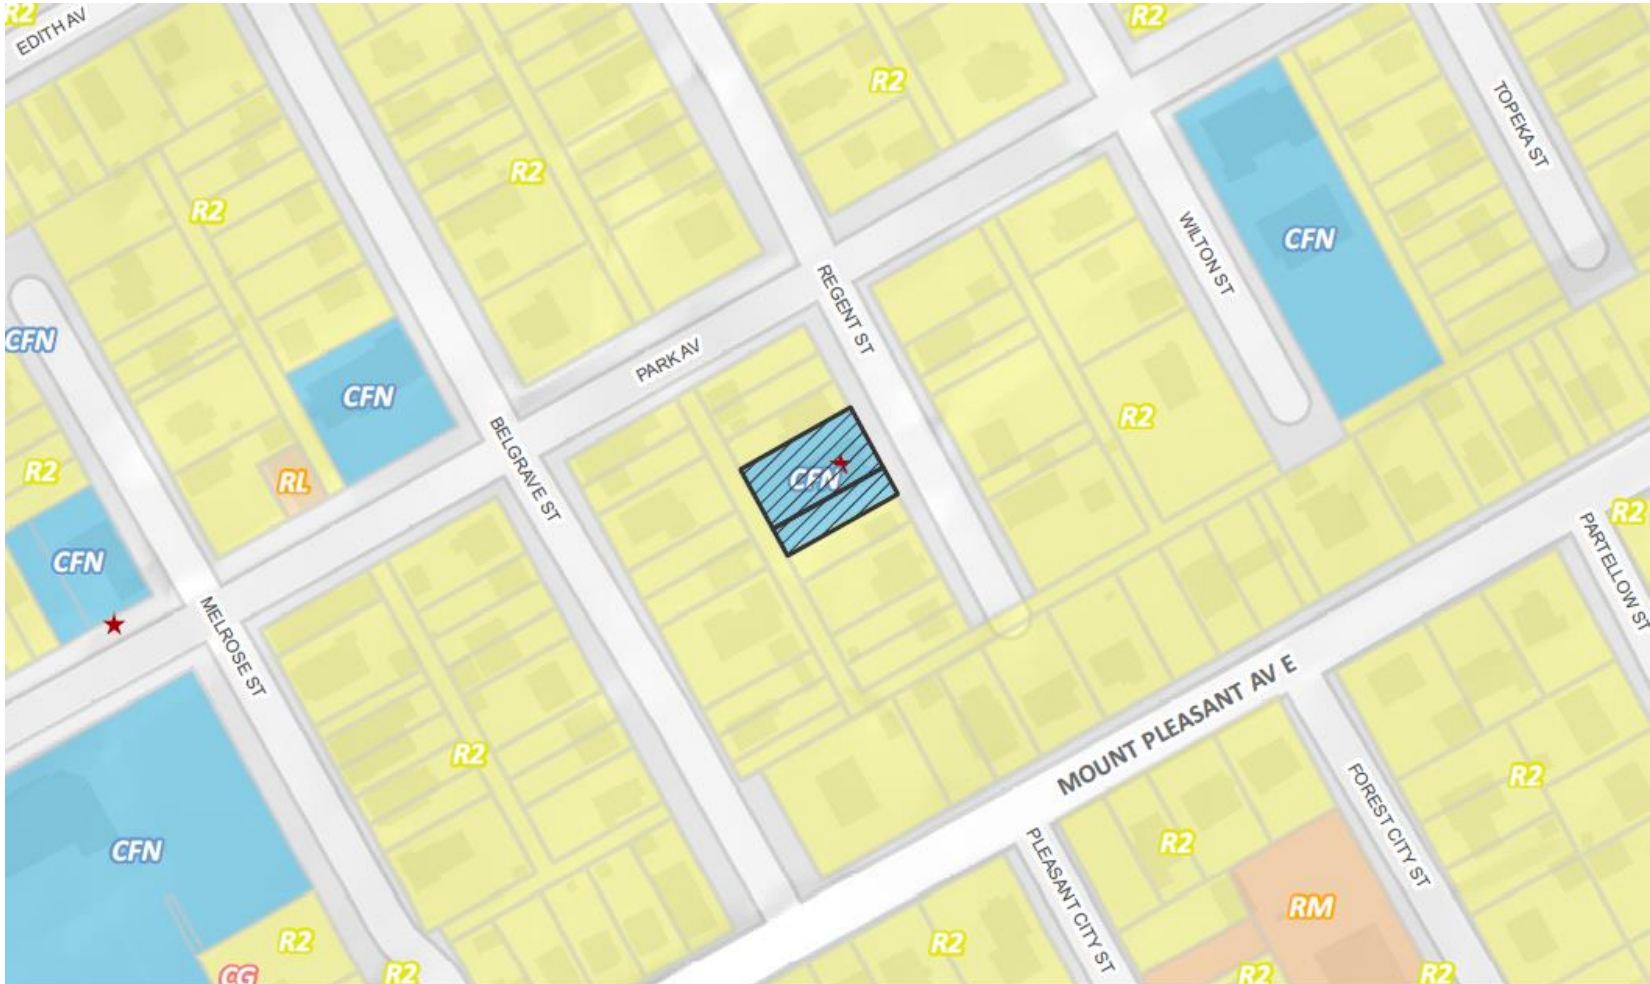 R2
EDITH AV
R2
R2
TOPEKA ST
R2
R2
WILTON ST
CFN
REGENT ST
CFN
PARK AV
CFN
R2
BELGRAVE ST
R2
RL
CFN
R2
PARTELLOW ST
CFN
MELROSE ST
MOUNT PLEASANT AV E
R2
R2
FOREST CITY ST
R2
CFN
PLEASANT CITY ST
RM
R2
R2
CG
R2
R2
R2